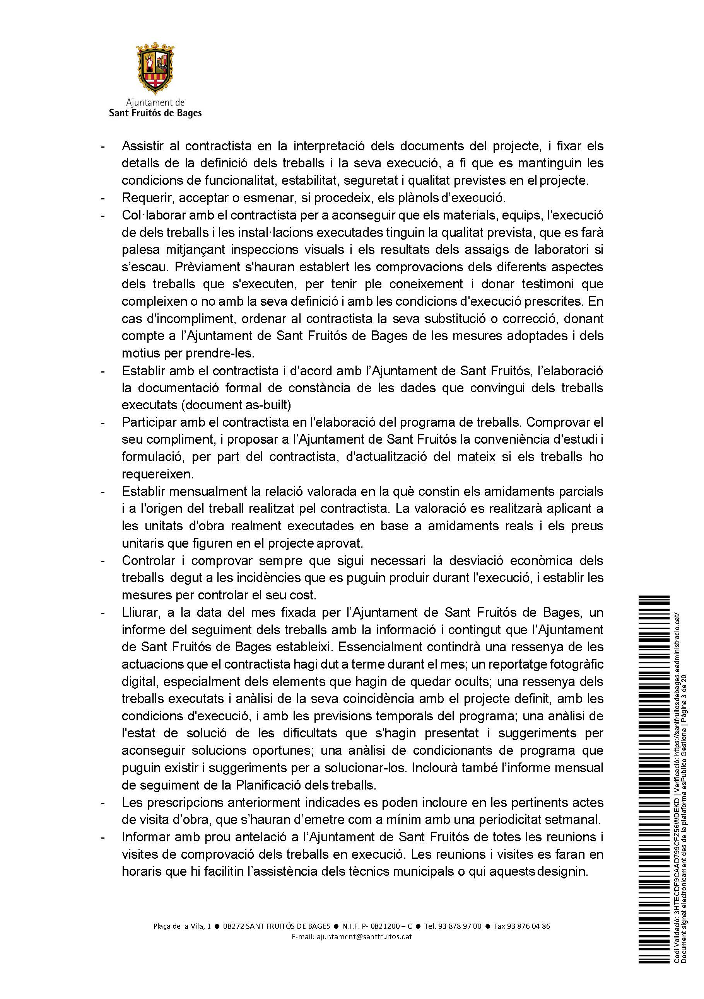 Ajuntament de
Sant Fruitós de Bages
- Assistir al contractista en la interpretació dels documents del projecte, i fixar els
detalls de la definició dels treballs i la seva execució, a fi que es mantinguin les
condicions de funcionalitat, estabilitat, seguretat i qualitat previstes en el projecte.
- Requerir, acceptar o esmenar, si procedeix, els plànols d’execució.
- Col·laborar amb el contractista per a aconseguir que els materials, equips, l'execució
de dels treballs i les instal·lacions executades tinguin la qualitat prevista, que es farà
palesa mitjançant inspeccions visuals i els resultats dels assaigs de laboratori si
s’escau. Prèviament s'hauran establert les comprovacions dels diferents aspectes
dels treballs que s'executen, per tenir ple coneixement i donar testimoni que
compleixen o no amb la seva definició i amb les condicions d'execució prescrites. En
cas d'incompliment, ordenar al contractista la seva substitució o correcció, donant
compte a l’Ajuntament de Sant Fruitós de Bages de les mesures adoptades i dels
motius per prendre-les.
- Establir amb el contractista i d’acord amb l’Ajuntament de Sant Fruitós, l’elaboració
la documentació formal de constància de les dades que convingui dels treballs
executats (document as-built)
- Participar amb el contractista en l'elaboració del programa de treballs. Comprovar el
seu compliment, i proposar a l’Ajuntament de Sant Fruitós la conveniència d'estudi i
formulació, per part del contractista, d'actualització del mateix si els treballs ho
requereixen.
- Establir mensualment la relació valorada en la què constin els amidaments parcials
i a l'origen del treball realitzat pel contractista. La valoració es realitzarà aplicant a
les unitats d'obra realment executades en base a amidaments reals i els preus
unitaris que figuren en el projecte aprovat.
- Controlar i comprovar sempre que sigui necessari la desviació econòmica dels
treballs degut a les incidències que es puguin produir durant l'execució, i establir les
mesures per controlar el seu cost.
- Lliurar, a la data del mes fixada per l’Ajuntament de Sant Fruitós de Bages, un
informe del seguiment dels treballs amb la informació i contingut que l’Ajuntament
de Sant Fruitós de Bages estableixi. Essencialment contindrà una ressenya de les
actuacions que el contractista hagi dut a terme durant el mes; un reportatge fotogràfic
digital, especialment dels elements que hagin de quedar ocults; una ressenya dels
treballs executats i anàlisi de la seva coincidència amb el projecte definit, amb les
condicions d'execució, i amb les previsions temporals del programa; una anàlisi de
l'estat de solució de les dificultats que s'hagin presentat i suggeriments per
aconseguir solucions oportunes; una anàlisi de condicionants de programa que
puguin existir i suggeriments per a solucionar-los. Inclourà també l’informe mensual
de seguiment de la Planificació dels treballs.
- Les prescripcions anteriorment indicades es poden incloure en les pertinents actes
de visita d’obra, que s’hauran d’emetre com a mínim amb una periodicitat setmanal.
- Informar amb prou antelació a l’Ajuntament de Sant Fruitós de totes les reunions i
visites de comprovació dels treballs en execució. Les reunions i visites es faran en
horaris que hi facilitin l’assistència dels tècnics municipals o qui aquests designin.
Plaça de la Vila, 1 ● 08272 SANT FRUITÓS DE BAGES ● N.I.F. P- 0821200 – C ● Tel. 93 878 97 00 ● Fax 93 876 04 86
E-mail: ajuntament@santfruitos.cat
Codi Validació: 3HTECDF9CAAD799CFZ56WDEKD | Verificació: https://santfruitosdebages.eadministracio.cat/
Document signat electrònicament des de la plataforma esPublico Gestiona | Pàgina 3 de 20